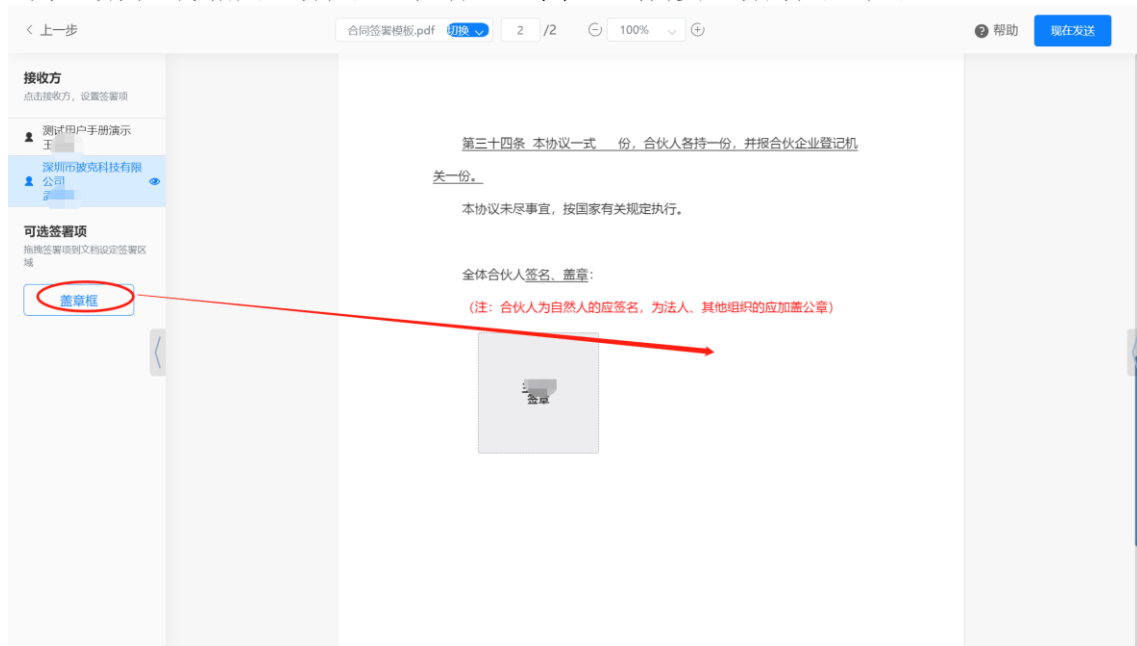 上一步
合同签署模板.pdf 切换 2 /2 100%
帮助 现在发送
接收方
点击接收方，设置签署项
测试用户手册演示
王
深圳市披克科技有限
公司
可选签署项
拖拽签署项到文档设定签署区
域
盖章框
第三十四条 本协议一式 份，合伙人各持一份，并报合伙企业登记机
关一份。
本协议未尽事宜，按国家有关规定执行。
全体合伙人签名、盖章：
（注：合伙人为自然人的应签名，为法人、其他组织的应加盖公章）
签章